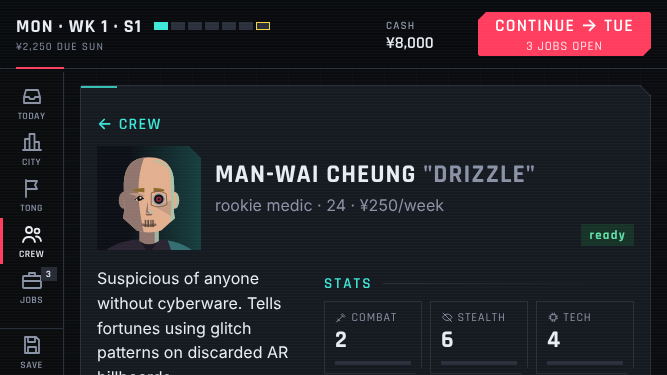 MON · WK 1 · S1
¥2,250 DUE SUN
CASH
¥8,000
CONTINUE → TUE
3 JOBS OPEN
TODAY
CITY
TONG
CREW
3
JOBS
SAVE
← CREW
MAN-WAI CHEUNG "DRIZZLE"
rookie medic · 24 · ¥250/week
ready
Suspicious of anyone
without cyberware. Tells
fortunes using glitch
patterns on discarded AR
billboards.
STATS
COMBAT
2
STEALTH
6
TECH
4